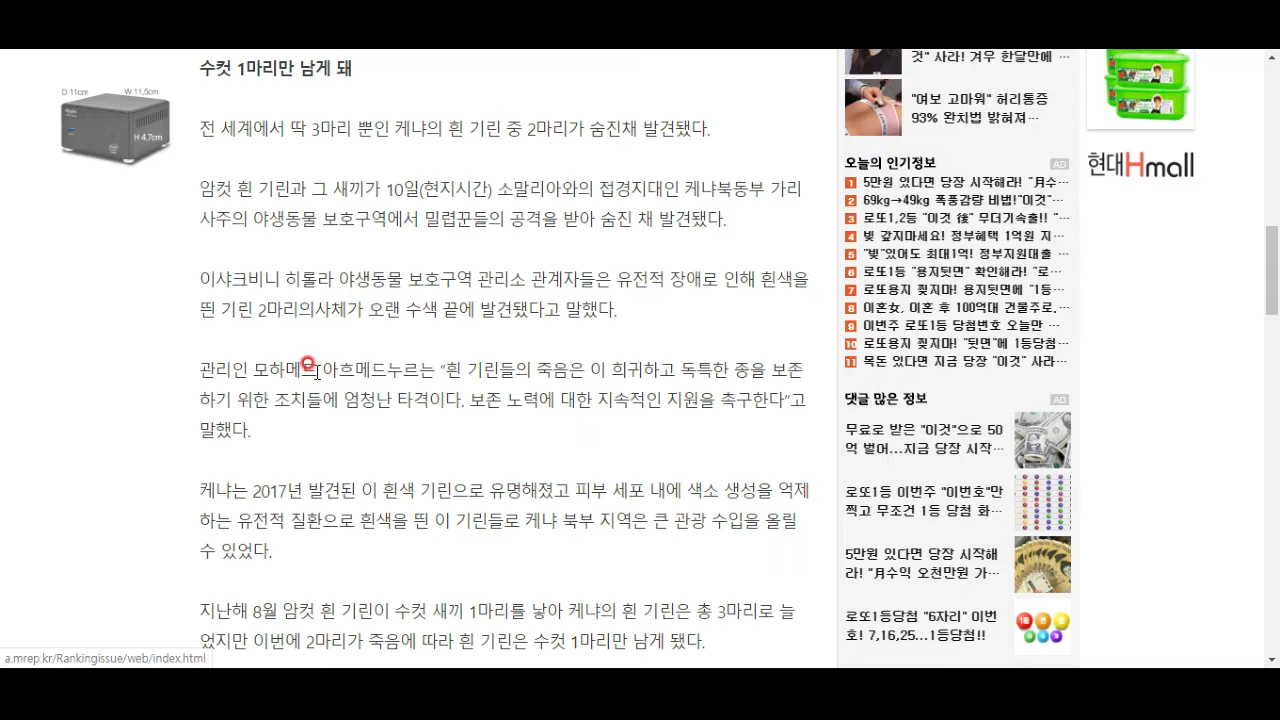 수컷 1마리만 남게 돼
D 11cm
W 11.5cm
H 4.7cm
전 세계에서 딱 3마리 뿐인 케냐의 흰 기린 중 2마리가 숨진채 발견됐다.
암컷 흰 기린과 그 새끼가 10일(현지시간) 소말리아와의 접경지대인 케냐북동부 가리
사주의 야생동물 보호구역에서 밀렵꾼들의 공격을 받아 숨진 채 발견됐다.
이샤크비니 히롤라 야생동물 보호구역 관리소 관계자들은 유전적 장애로 인해 흰색을
띈 기린 2마리의사체가 오랜 수색 끝에 발견됐다고 말했다.
관리인 모하메드 아흐메드누르는 "흰 기린들의 죽음은 이 희귀하고 독특한 종을 보존
하기 위한 조치들에 엄청난 타격이다. 보존 노력에 대한 지속적인 지원을 촉구한다"고
말했다.
케냐는 2017년 발견된 이 흰색 기린으로 유명해졌고 피부 세포 내에 색소 생성을 억제
하는 유전적 질환으로 흰색을 띤 이 기린들로 케냐 북부 지역은 큰 관광 수입을 올릴
수 있었다.
지난해 8월 암컷 흰 기린이 수컷 새끼 1마리를 낳아 케냐의 흰 기린은 총 3마리로 늘
었지만 이번에 2마리가 죽음에 따라 흰 기린은 수컷 1마리만 남게 됐다.
a.mrep.kr/Rankingissue/web/index.html
것" 사라! 겨우 한달만에 …
"여보 고마워" 허리통증
93% 완치법 밝혀져…
오늘의 인기정보 AD
1 5만원 있다면 당장 시작해라! "月수…
2 69kg→49kg 폭풍감량 비법!"이것"…
3 로또1,2등 "이것 後" 무더기속출!! "…
4 빚 갚지마세요! 정부혜택 1억원 지…
5 "빚"있어도 최대1억! 정부지원대출 …
6 로또1등 "용지뒷면" 확인해라! "로…
7 로또용지 찢지마! 용지뒷면에 "1등…
8 이혼女, 이혼 후 100억대 건물주로,…
9 이번주 로또1등 당첨번호 오늘만 …
10 로또용지 찢지마! "뒷면"에 1등당첨…
11 목돈 있다면 지금 당장 "이것" 사라…
댓글 많은 정보 AD
무료로 받은 "이것"으로 50
억 벌어…지금 당장 시작…
로또1등 이번주 "이번호"만
찍고 무조건 1등 당첨 화…
5만원 있다면 당장 시작해
라! "月수익 오천만원 가…
로또1등당첨 "6자리" 이번
호! 7,16,25…1등당첨!!
현대Hmall